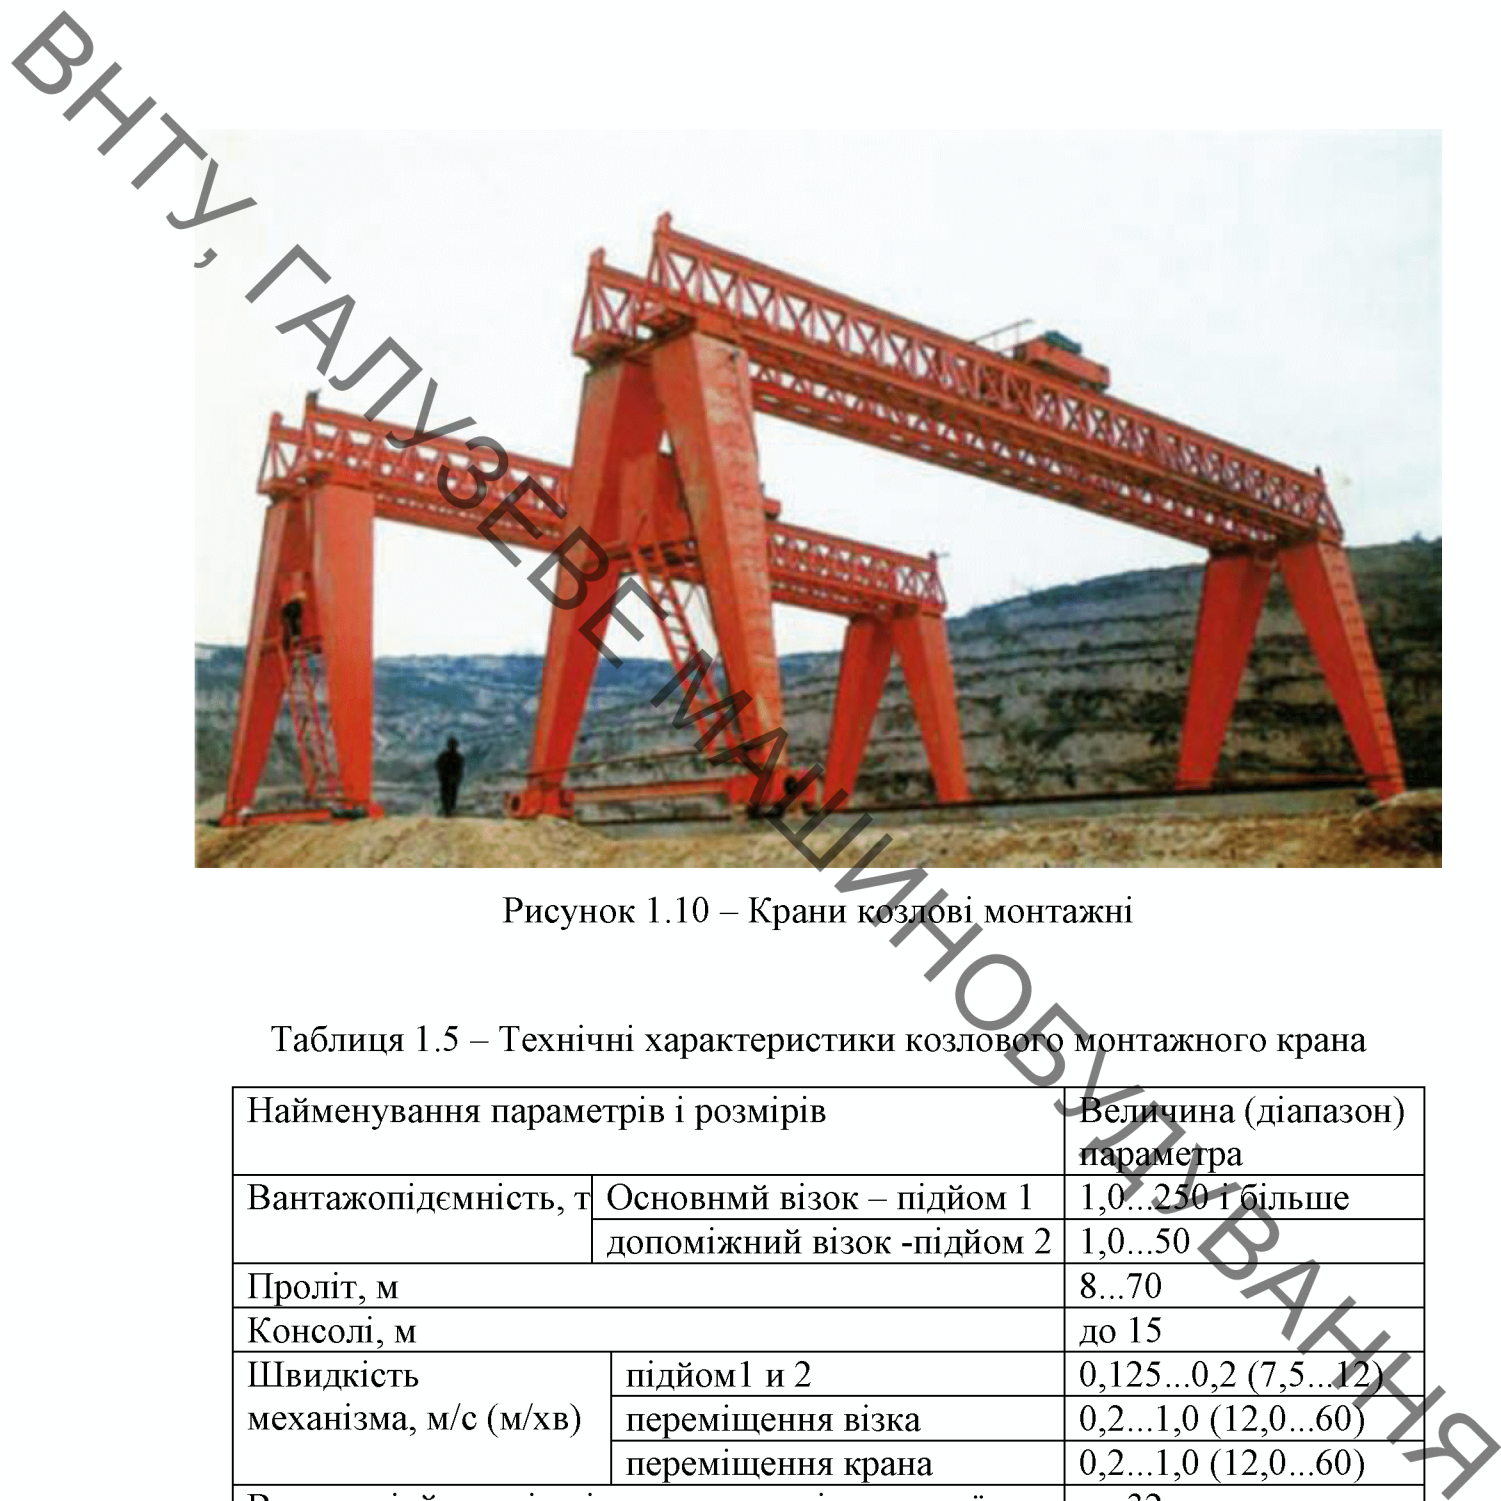 ВНТУ, ГАЛУЗЕВЕ МАШИНОБУДУВАННЯ
Рисунок 1.10 – Крани козлові монтажні
Таблиця 1.5 – Технічні характеристики козлового монтажного крана
Найменування параметрів і розмірів
Величина (діапазон)
параметра
Вантажопідємність, т
Основнмй візок – підйом 1
1,0...250 і більше
допоміжний візок -підйом 2
1,0...50
Проліт, м
8...70
Консолі, м
до 15
Швидкість
механізма, м/с (м/хв)
підйом1 и 2
0,125...0,2 (7,5...12)
переміщення візка
0,2...1,0 (12,0...60)
переміщення крана
0,2...1,0 (12,0...60)